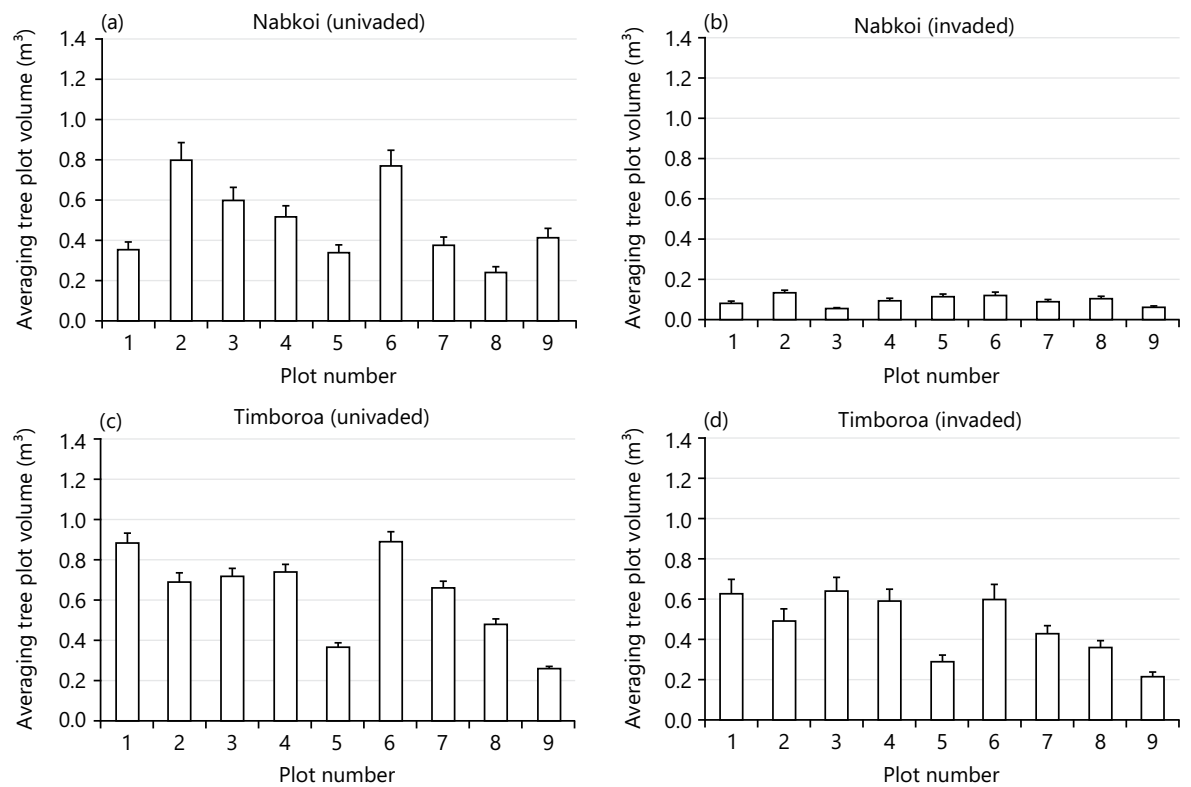 (a)
Nabkoi (univaded)
Averaging tree plot volume (m³)
1.4
1.2
1.0
0.8
0.6
0.4
0.2
0.0
1 2 3 4 5 6 7 8 9
Plot number
(b)
Nabkoi (invaded)
Averaging tree plot volume (m³)
1.4
1.2
1.0
0.8
0.6
0.4
0.2
0.0
1 2 3 4 5 6 7 8 9
Plot number
(c)
Timboroa (univaded)
Averaging tree plot volume (m³)
1.4
1.2
1.0
0.8
0.6
0.4
0.2
0.0
1 2 3 4 5 6 7 8 9
Plot number
(d)
Timboroa (invaded)
Averaging tree plot volume (m³)
1.4
1.2
1.0
0.8
0.6
0.4
0.2
0.0
1 2 3 4 5 6 7 8 9
Plot number